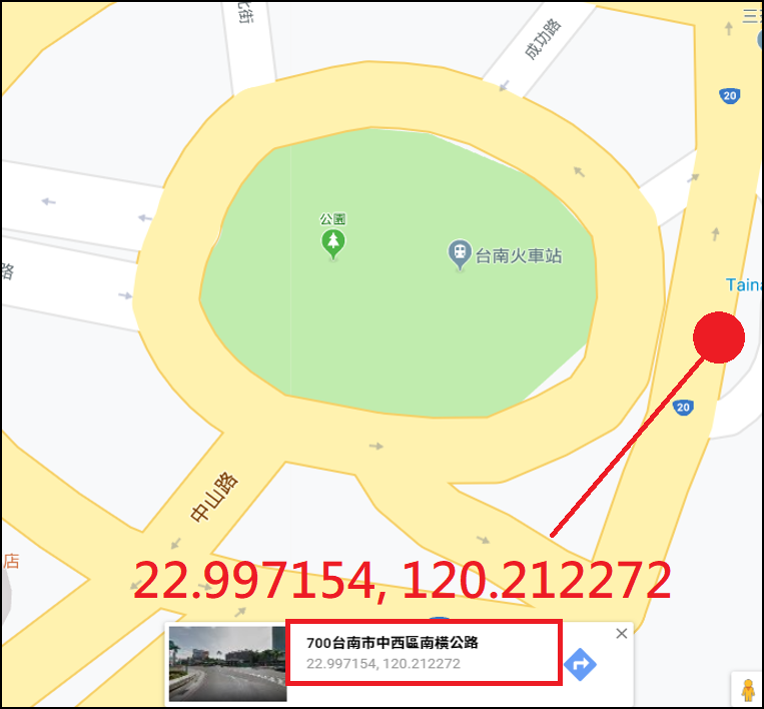 北街
成功路
三
20
公園
台南火車站
路
Taina
20
中山路
店
22.997154, 120.212272
700台南市中西區南橫公路
22.997154, 120.212272